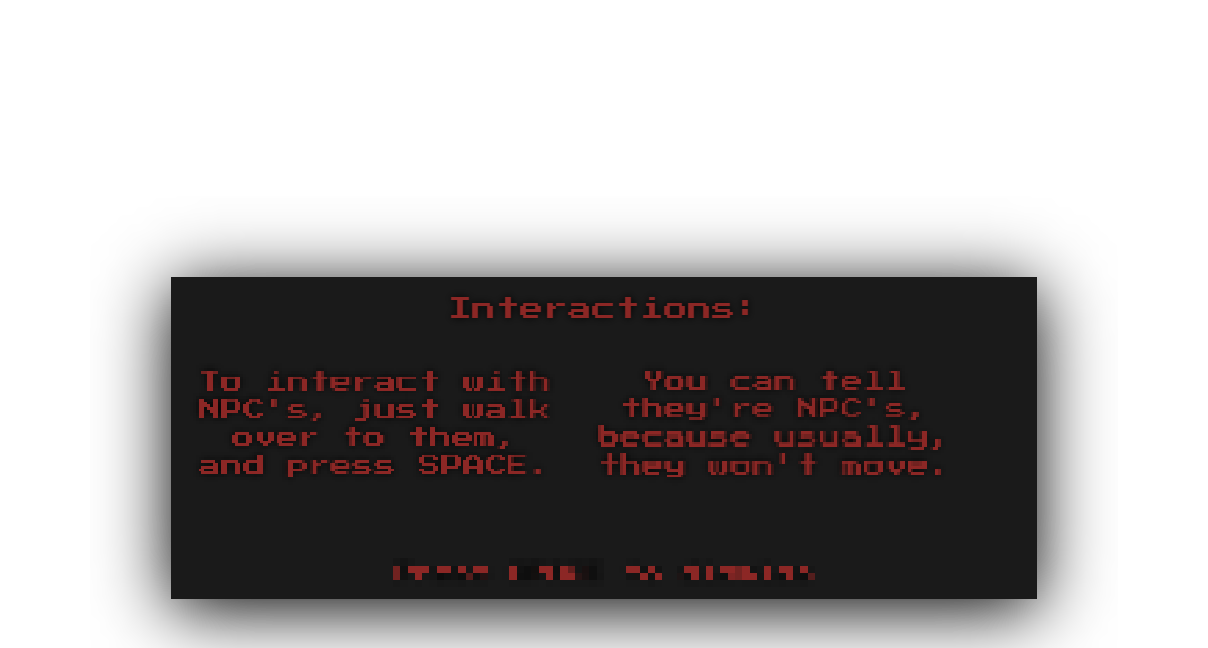 Interactions:
To interact with
NPC's, just walk
over to them,
and press SPACE.
You can tell
they're NPC's,
because usually,
they won't move.